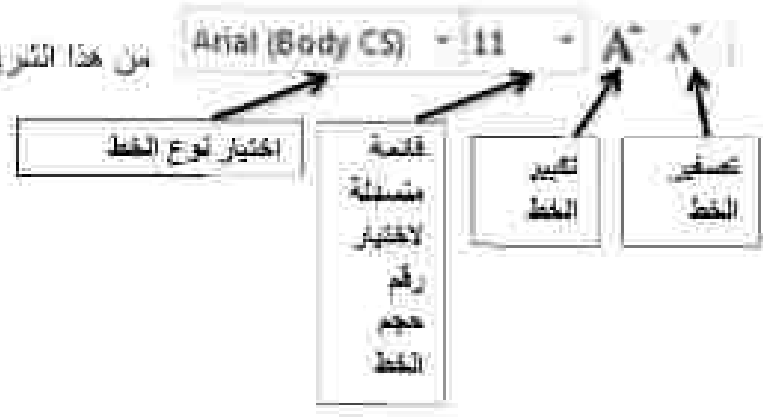 من هذا الشر
Arial (Body CS) 11 A A
اختيار نوع الخط
قائمة
منسدلة
لاختيار
رقم
حجم
الخط
تكبير
الخط
تصغير
الخط